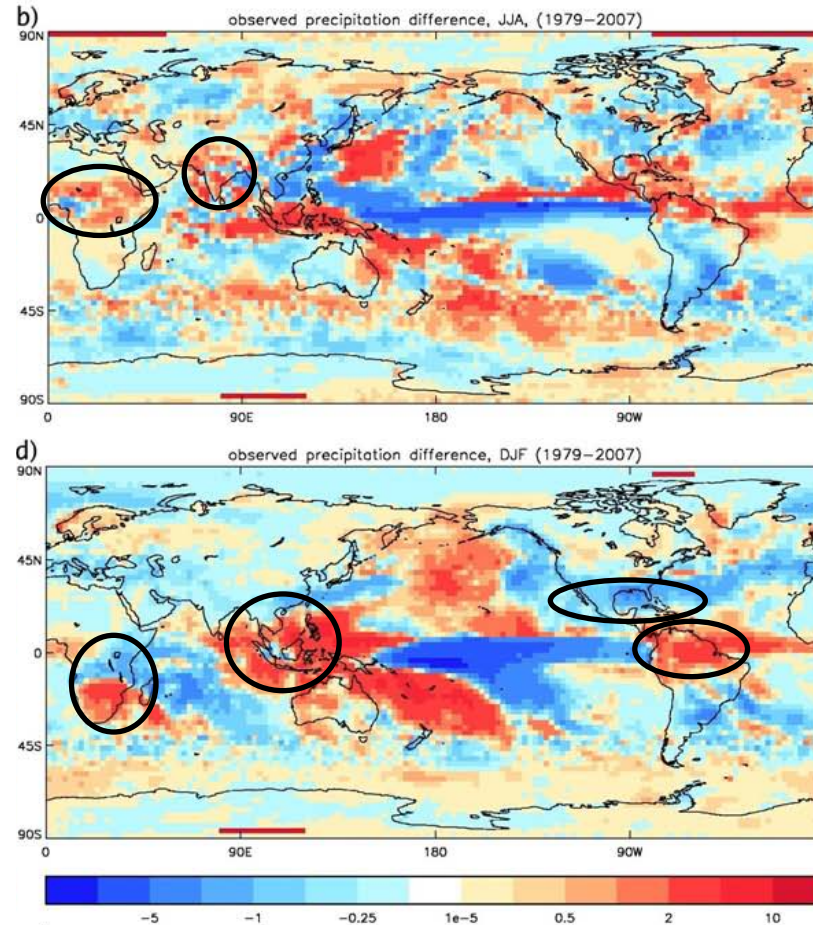 b)
observed precipitation difference, JJA, (1979−2007)
90N
45N
0
45S
90S
0 90E 180 90W
d)
observed precipitation difference, DJF (1979−2007)
90N
45N
0
45S
90S
0 90E 180 90W
-5 -1 -0.25 1e-5 0.5 2 10